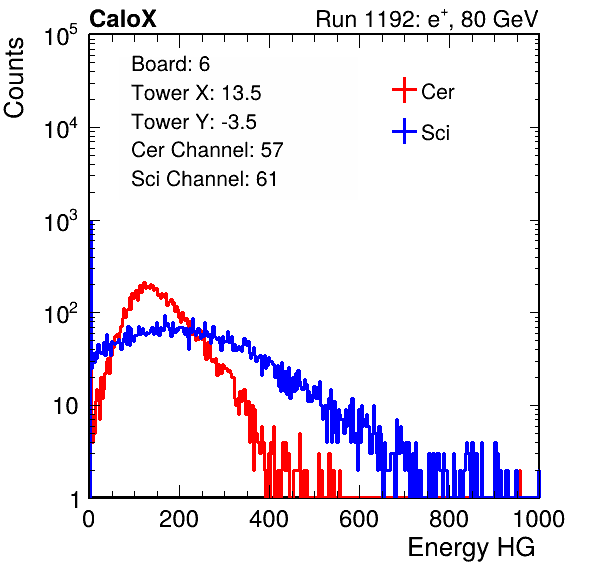 CaloX Run 1192: e⁺, 80 GeV
Counts
Board: 6
Tower X: 13.5
Tower Y: -3.5
Cer Channel: 57
Sci Channel: 61
Cer
Sci
10⁵
10⁴
10³
10²
10
1
0 200 400 600 800 1000
Energy HG